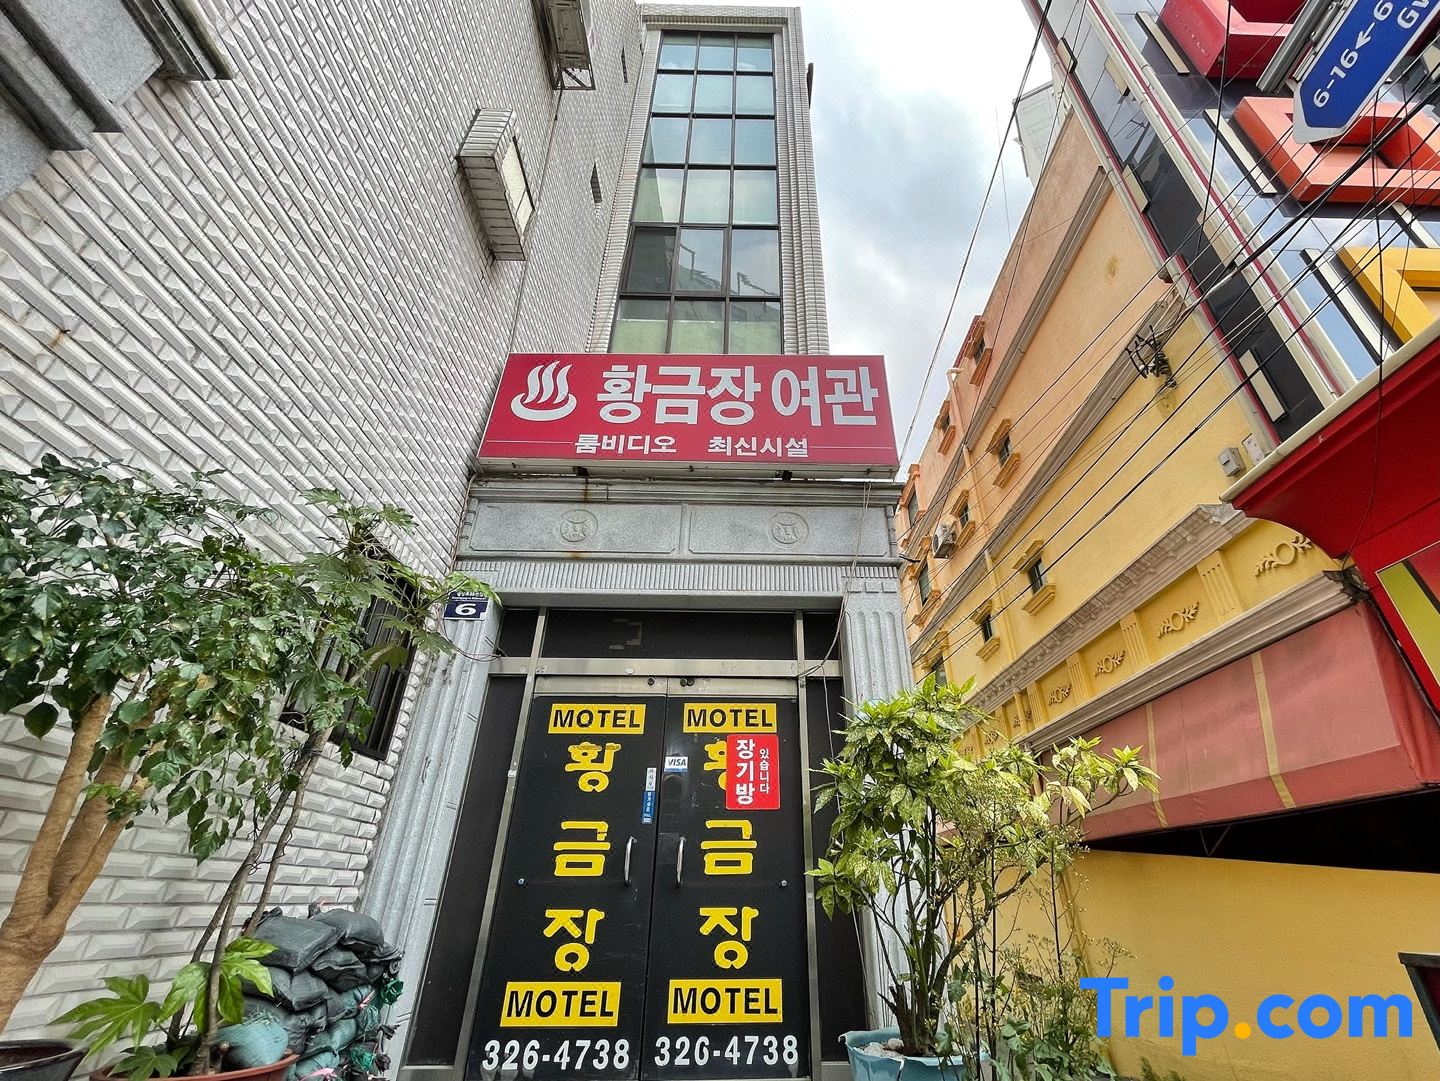 6-16←6
황금장 여관
룸비디오 최신시설
6
MOTEL
황
금
장
MOTEL
326-4738
MOTEL
VISA
장기방
있습니다
황
금
장
MOTEL
326-4738
Trip.com